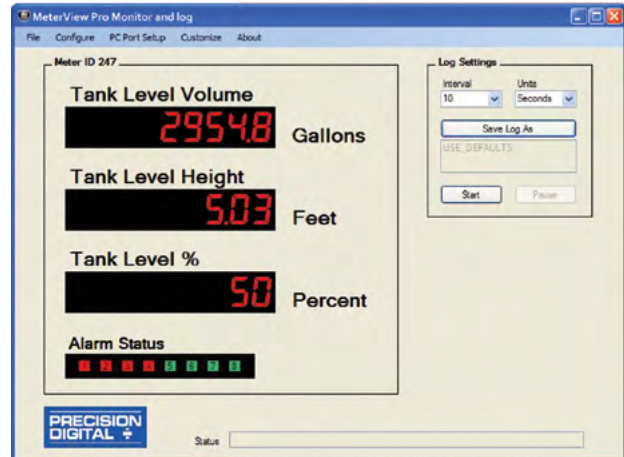 MeterView Pro Monitor and log
File Configure PC Port Setup Customize About
Meter ID 247
Tank Level Volume
2954.8 Gallons
Tank Level Height
5.03 Feet
Tank Level %
50 Percent
Alarm Status
1 2 3 4 5 6 7 8
Log Settings
Interval Units
10 Seconds
Save Log As
USE_DEFAULTS
Start Pause
PRECISION
DIGITAL
Status